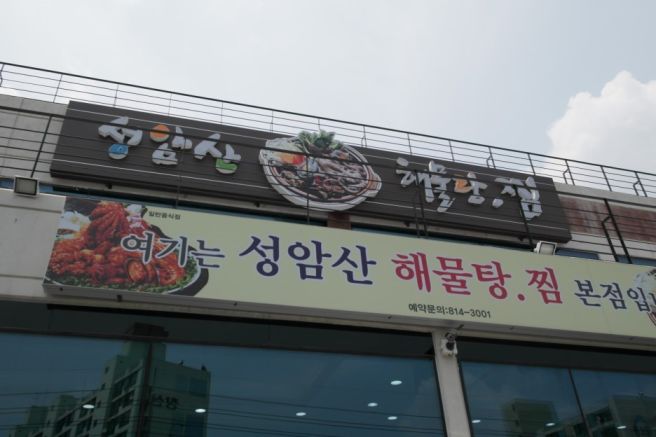 성암산 해물탕.찜
일반음식점
여기는 성암산 해물탕.찜 본점입
예약문의:814-3001